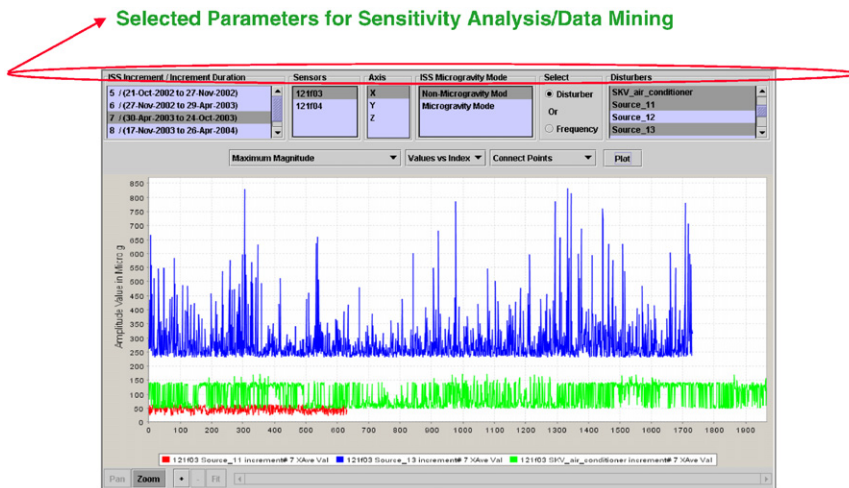 Selected Parameters for Sensitivity Analysis/Data Mining
ISS Increment / Increment Duration Sensors Axis ISS Microgravity Mode Select Disturbers
5 / (21-Oct-2002 to 27-Nov-2002)
6 / (27-Nov-2002 to 29-Apr-2003)
7 / (30-Apr-2003 to 24-Oct-2003)
8 / (17-Nov-2003 to 26-Apr-2004)
121f03
121f04
X
Y
Z
Non-Microgravity Mod
Microgravity Mode
Disturber
Or
Frequency
SKV_air_conditioner
Source_11
Source_12
Source_13
Maximum Magnitude Values vs Index Connect Points Plot
Amplitude Value in Micro g
850
800
750
700
650
600
550
500
450
400
350
300
250
200
150
100
50
0
0 100 200 300 400 500 600 700 800 900 1000 1100 1200 1300 1400 1500 1600 1700 1800 1900
121f03 Source_11 increment# 7 XAve Val 121f03 Source_13 increment# 7 XAve Val 121f03 SKV_air_conditioner increment# 7 XAve Val
Pan Zoom + - Fit